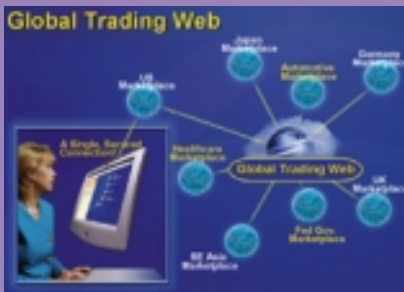 Global Trading Web
Japan
Marketplace
Germany
Marketplace
Automotive
Marketplace
US
Marketplace
A Single, Secured
Connection!
Healthcare
Marketplace
Global Trading Web
UK
Marketplace
Fed Gov
Marketplace
SE Asia
Marketplace